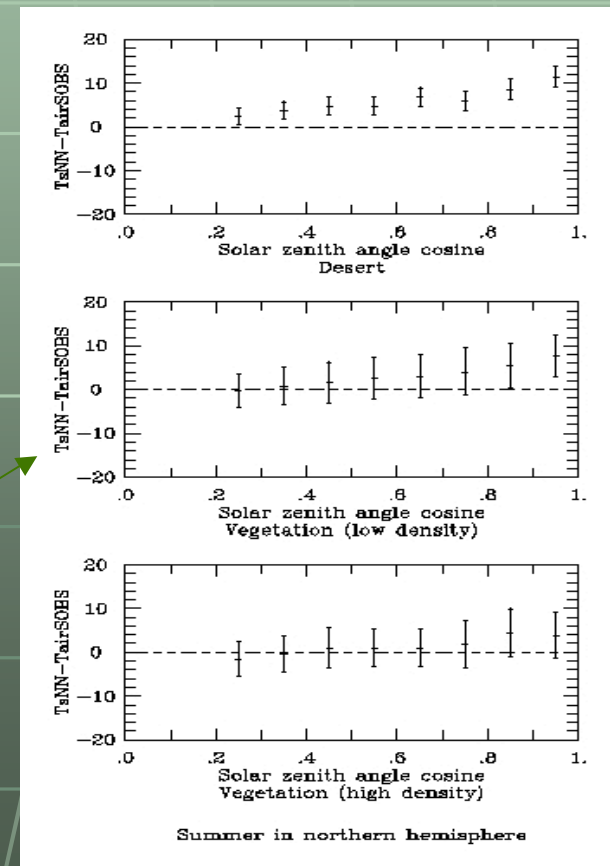 20
10
0
−10
−20
TsNN−TairSOBS
.0 .2 .4 .6 .8 1.
Solar zenith angle cosine
Desert
20
10
0
−10
−20
TsNN−TairSOBS
.0 .2 .4 .6 .8 1.
Solar zenith angle cosine
Vegetation (low density)
20
10
0
−10
−20
TsNN−TairSOBS
.0 .2 .4 .6 .8 1.
Solar zenith angle cosine
Vegetation (high density)
Summer in northern hemisphere